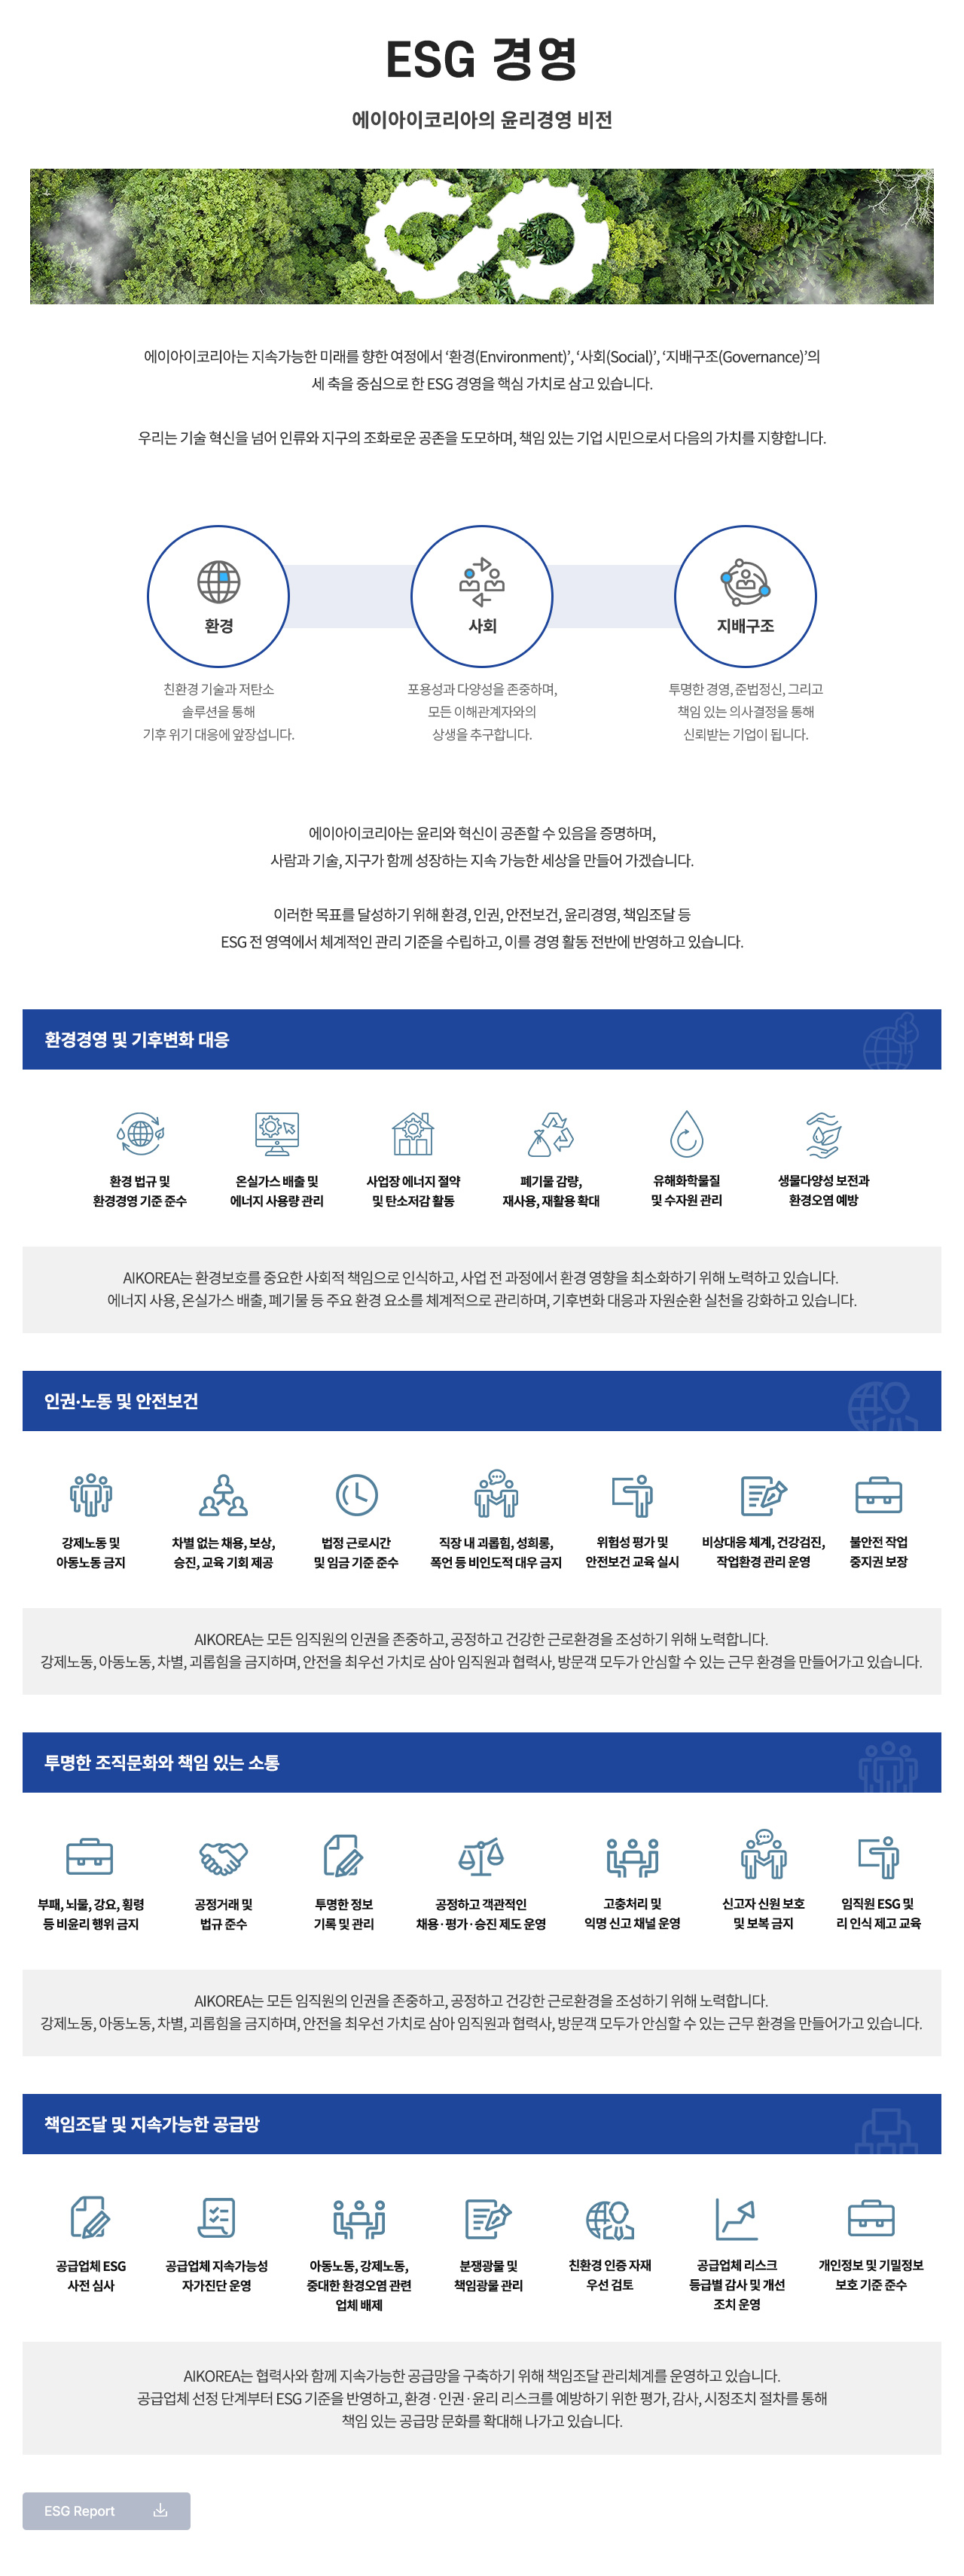 ESG 경영
에이아이코리아의 윤리경영 비전
에이아이코리아는 지속가능한 미래를 향한 여정에서 ‘환경(Environment)’, ‘사회(Social)’, ‘지배구조(Governance)’의
세 축을 중심으로 한 ESG 경영을 핵심 가치로 삼고 있습니다.
우리는 기술 혁신을 넘어 인류와 지구의 조화로운 공존을 도모하며, 책임 있는 기업 시민으로서 다음의 가치를 지향합니다.
환경
친환경 기술과 저탄소
솔루션을 통해
기후 위기 대응에 앞장섭니다.
사회
포용성과 다양성을 존중하며,
모든 이해관계자와의
상생을 추구합니다.
지배구조
투명한 경영, 준법정신, 그리고
책임 있는 의사결정을 통해
신뢰받는 기업이 됩니다.
에이아이코리아는 윤리와 혁신이 공존할 수 있음을 증명하며,
사람과 기술, 지구가 함께 성장하는 지속 가능한 세상을 만들어 가겠습니다.
이러한 목표를 달성하기 위해 환경, 인권, 안전보건, 윤리경영, 책임조달 등
ESG 전 영역에서 체계적인 관리 기준을 수립하고, 이를 경영 활동 전반에 반영하고 있습니다.
환경경영 및 기후변화 대응
환경 법규 및
환경경영 기준 준수
온실가스 배출 및
에너지 사용량 관리
사업장 에너지 절약
및 탄소저감 활동
폐기물 감량,
재사용, 재활용 확대
유해화학물질
및 수자원 관리
생물다양성 보전과
환경오염 예방
AIKOREA는 환경보호를 중요한 사회적 책임으로 인식하고, 사업 전 과정에서 환경 영향을 최소화하기 위해 노력하고 있습니다.
에너지 사용, 온실가스 배출, 폐기물 등 주요 환경 요소를 체계적으로 관리하며, 기후변화 대응과 자원순환 실천을 강화하고 있습니다.
인권·노동 및 안전보건
강제노동 및
아동노동 금지
차별 없는 채용, 보상,
승진, 교육 기회 제공
법정 근로시간
및 임금 기준 준수
직장 내 괴롭힘, 성희롱,
폭언 등 비인도적 대우 금지
위험성 평가 및
안전보건 교육 실시
비상대응 체계, 건강검진,
작업환경 관리 운영
불안전 작업
중지권 보장
AIKOREA는 모든 임직원의 인권을 존중하고, 공정하고 건강한 근로환경을 조성하기 위해 노력합니다.
강제노동, 아동노동, 차별, 괴롭힘을 금지하며, 안전을 최우선 가치로 삼아 임직원과 협력사, 방문객 모두가 안심할 수 있는 근무 환경을 만들어가고 있습니다.
투명한 조직문화와 책임 있는 소통
부패, 뇌물, 강요, 횡령
등 비윤리 행위 금지
공정거래 및
법규 준수
투명한 정보
기록 및 관리
공정하고 객관적인
채용 · 평가 · 승진 제도 운영
고충처리 및
익명 신고 채널 운영
신고자 신원 보호
및 보복 금지
임직원 ESG 및
리 인식 제고 교육
AIKOREA는 모든 임직원의 인권을 존중하고, 공정하고 건강한 근로환경을 조성하기 위해 노력합니다.
강제노동, 아동노동, 차별, 괴롭힘을 금지하며, 안전을 최우선 가치로 삼아 임직원과 협력사, 방문객 모두가 안심할 수 있는 근무 환경을 만들어가고 있습니다.
책임조달 및 지속가능한 공급망
공급업체 ESG
사전 심사
공급업체 지속가능성
자가진단 운영
아동노동, 강제노동,
중대한 환경오염 관련
업체 배제
분쟁광물 및
책임광물 관리
친환경 인증 자재
우선 검토
공급업체 리스크
등급별 감사 및 개선
조치 운영
개인정보 및 기밀정보
보호 기준 준수
AIKOREA는 협력사와 함께 지속가능한 공급망을 구축하기 위해 책임조달 관리체계를 운영하고 있습니다.
공급업체 선정 단계부터 ESG 기준을 반영하고, 환경 · 인권 · 윤리 리스크를 예방하기 위한 평가, 감사, 시정조치 절차를 통해
책임 있는 공급망 문화를 확대해 나가고 있습니다.
ESG Report